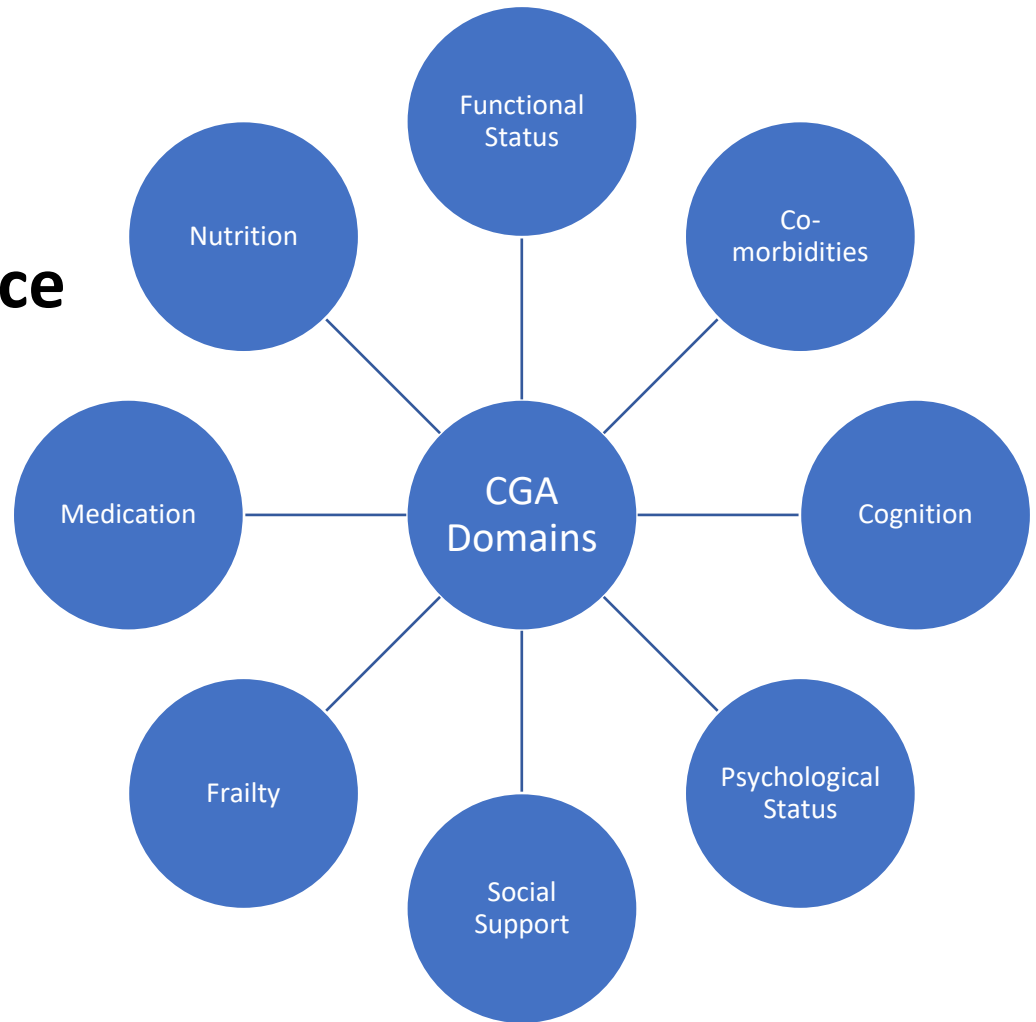 Functional
Status
Co-
morbidities
Nutrition
ce
CGA
Domains
Medication
Cognition
Frailty
Psychological
Status
Social
Support